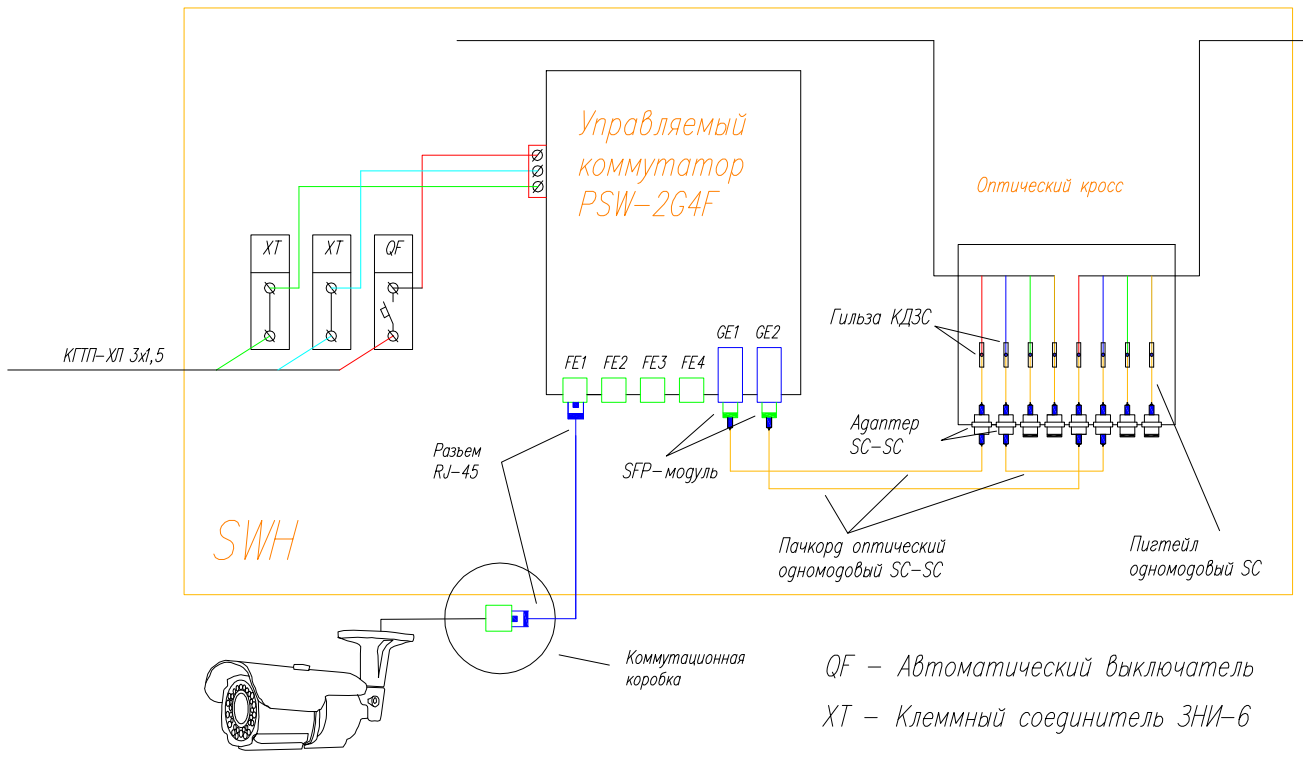 Управляемый
коммутатор
PSW-2G4F
Оптический кросс
XT
XT
QF
Гильза КДЗС
GE1
GE2
КГТП-ХЛ 3х1,5
FE1
FE2
FE3
FE4
Адаптер
SC-SC
Разьем
RJ-45
SFP-модуль
SWH
Пачкорд оптический
одномодовый SC-SC
Пигтейл
одномодовый SC
Коммутационная
коробка
QF - Автоматический выключатель
XT - Клеммный соединитель ЗНИ-6